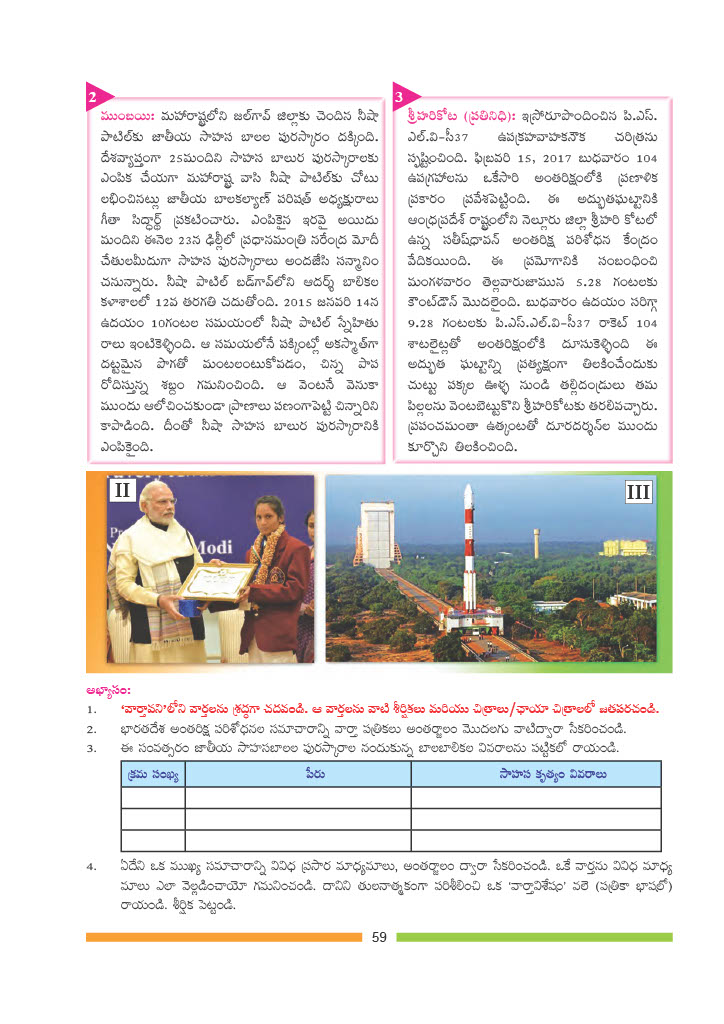 2
ముంబయి: మహారాష్ట్రలోని జల్‌గావ్ జిల్లాకు చెందిన నీషా
పాటిల్‌కు జాతీయ సాహస బాలల పురస్కారం దక్కింది.
దేశవ్యాప్తంగా 25మందిని సాహస బాలుర పురస్కారాలకు
ఎంపిక చేయగా మహారాష్ట్ర వాసి నీషా పాటిల్‌కు చోటు
లభించినట్లు జాతీయ బాలకల్యాణ్ పరిషత్ అధ్యక్షురాలు
గీతా సిద్ధార్థ్ ప్రకటించారు. ఎంపికైన ఇరవై అయిదు
మందిని ఈనెల 23న ఢిల్లీలో ప్రధానమంత్రి నరేంద్ర మోదీ
చేతులమీదుగా సాహస పురస్కారాలు అందజేసి సన్మానిం
చనున్నారు. నీషా పాటిల్ బడ్‌గావ్‌లోని ఆదర్శ్ బాలికల
కళాశాలలో 12వ తరగతి చదుతోంది. 2015 జనవరి 14న
ఉదయం 10గంటల సమయంలో నీషా పాటిల్ స్నేహితు
రాలు ఇంటికెళ్ళింది. ఆ సమయలోనే పక్కింట్లో అకస్మాత్‌గా
దట్టమైన పొగతో మంటలంటుకోవడం, చిన్న పాప
రోదిస్తున్న శబ్దం గమనించింది. ఆ వెంటనే వెనుకా
ముందు ఆలోచించకుండా ప్రాణాలు పణంగాపెట్టి చిన్నారిని
కాపాడింది. దీంతో నీషా సాహస బాలుర పురస్కారానికి
ఎంపికైంది.
3
శ్రీహరికోట (ప్రతినిధి): ఇస్రోరూపొందించిన పి.ఎస్.
ఎల్.వి-సీ37 ఉపగ్రహవాహకనౌక చరిత్రను
సృష్టించింది. ఫిబ్రవరి 15, 2017 బుధవారం 104
ఉపగ్రహాలను ఒకేసారి అంతరిక్షంలోకి ప్రణాళిక
ప్రకారం ప్రవేశపెట్టింది. ఈ అద్భుతఘట్టానికి
ఆంధ్రప్రదేశ్ రాష్ట్రంలోని నెల్లూరు జిల్లా శ్రీహరి కోటలో
ఉన్న సతీష్‌ధావన్ అంతరిక్ష పరిశోధన కేంద్రం
వేదికయింది. ఈ ప్రమోగానికి సంబంధించి
మంగళవారం తెల్లవారుజామున 5.28 గంటలకు
కౌంట్‌డౌన్ మొదలైంది. బుధవారం ఉదయం సరిగ్గా
9.28 గంటలకు పి.ఎస్.ఎల్.వి-సీ37 రాకెట్ 104
శాటలైట్లతో అంతరిక్షంలోకి దూసుకెళ్ళింది ఈ
అద్భుత ఘట్టాన్ని ప్రత్యక్షంగా తిలకించేందుకు
చుట్టు పక్కల ఊళ్ళ నుండి తల్లిదండ్రులు తమ
పిల్లలను వెంటబెట్టుకొని శ్రీహరికోటకు తరలివచ్చారు.
ప్రపంచమంతా ఉత్కంటతో దూరదర్శన్‌ల ముందు
కూర్చొని తిలకించింది.
II
Modi
III
అభ్యాసం:
1. 'వార్తావని'లోని వార్తలను శ్రద్ధగా చదవండి. ఆ వార్తలను వాటి శీర్షికలు మరియు చిత్రాలు/ఛాయా చిత్రాలలో జతపరచండి.
2. భారతదేశ అంతరిక్ష పరిశోధనల సమాచారాన్ని వార్తా పత్రికలు అంతర్జాలం మొదలగు వాటిద్వారా సేకరించండి.
3. ఈ సంవత్సరం జాతీయ సాహసబాలల పురస్కారాల నందుకున్న బాలబాలికల వివరాలను పట్టికలో రాయండి.
క్రమ సంఖ్య పేరు సాహస కృత్యం వివరాలు
4. ఏదేని ఒక ముఖ్య సమాచారాన్ని వివిధ ప్రసార మాధ్యమాలు, అంతర్జాలం ద్వారా సేకరించండి. ఒకే వార్తను వివిధ మాధ్య
మాలు ఎలా వెల్లడించాయో గమనించండి. దానిని తులనాత్మకంగా పరిశీలించి ఒక 'వార్తావిశేషం' వలె (పత్రికా భాషలో)
రాయండి. శీర్షిక పెట్టండి.
59